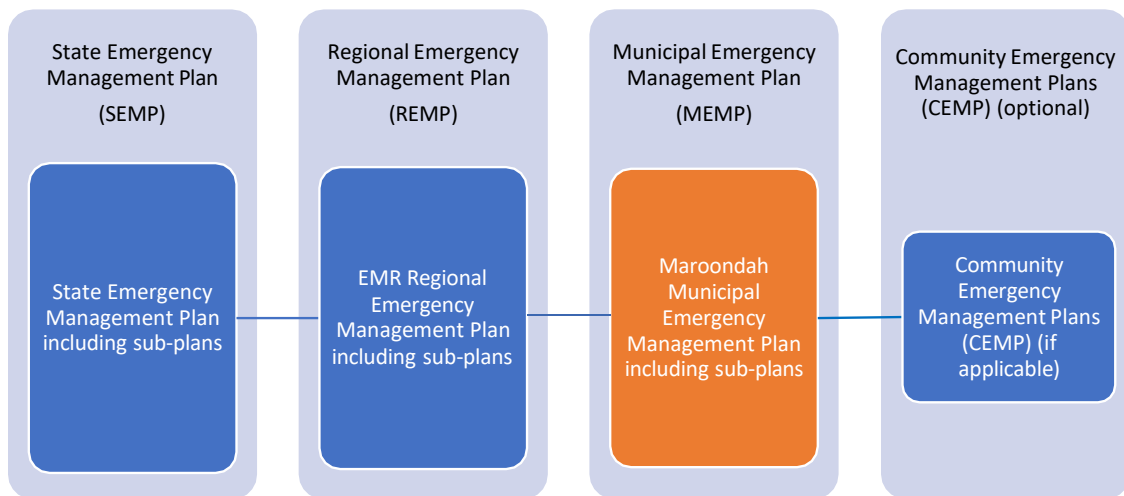 State Emergency
Management Plan
(SEMP)
State Emergency
Management Plan
including sub-plans
Regional Emergency
Management Plan
(REMP)
EMR Regional
Emergency
Management Plan
including sub-plans
Municipal Emergency
Management Plan
(MEMP)
Maroondah
Municipal
Emergency
Management Plan
including sub-plans
Community Emergency
Management Plans
(CEMP) (optional)
Community
Emergency
Management Plans
(CEMP) (if
applicable)